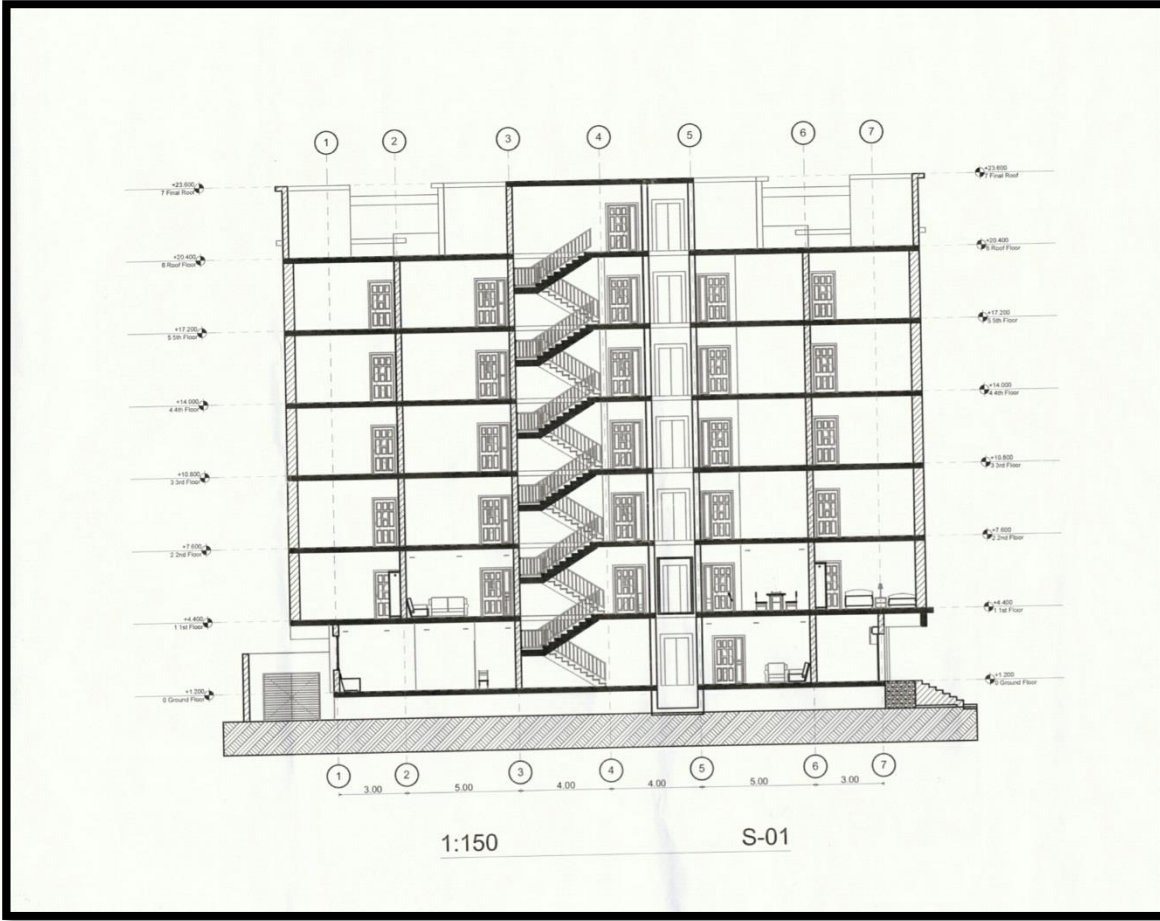 1 2 3 4 5 6 7
+23.600
7 Final Roof
+23.600
7 Final Roof
+20.400
6 Roof Floor
+20.400
6 Roof Floor
+17.200
5 5th Floor
+17.200
5 5th Floor
+14.000
4 4th Floor
+14.000
4 4th Floor
+10.800
3 3rd Floor
+10.800
3 3rd Floor
+7.600
2 2nd Floor
+7.600
2 2nd Floor
+4.400
1 1st Floor
+4.400
1 1st Floor
+1.200
0 Ground Floor
+1.200
0 Ground Floor
1 2 3 4 5 6 7
3.00 5.00 4.00 4.00 5.00 3.00
1:150 S-01